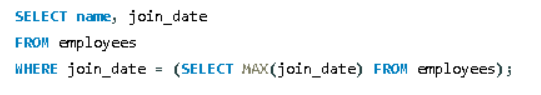 SELECT name, join_date
FROM employees
WHERE join_date = (SELECT MAX(join_date) FROM employees);